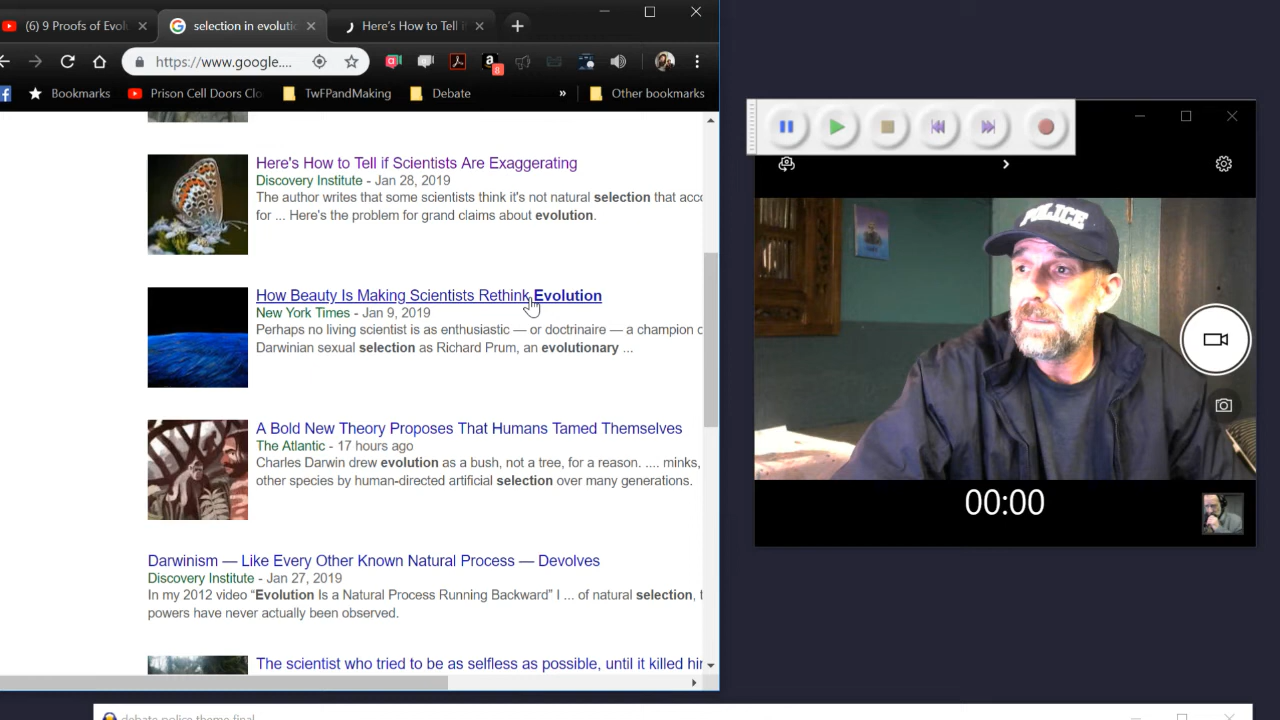 (6) 9 Proofs of Evol
selection in evolutic
Here's How to Tell i
https://www.google....
8
Bookmarks
Prison Cell Doors Clo
TwFPandMaking
Debate
»
Other bookmarks
Here's How to Tell if Scientists Are Exaggerating
Discovery Institute - Jan 28, 2019
The author writes that some scientists think it's not natural selection that acc
for ... Here's the problem for grand claims about evolution.
How Beauty Is Making Scientists Rethink Evolution
New York Times - Jan 9, 2019
Perhaps no living scientist is as enthusiastic — or doctrinaire — a champion o
Darwinian sexual selection as Richard Prum, an evolutionary ...
A Bold New Theory Proposes That Humans Tamed Themselves
The Atlantic - 17 hours ago
Charles Darwin drew evolution as a bush, not a tree, for a reason. .... minks,
other species by human-directed artificial selection over many generations.
Darwinism — Like Every Other Known Natural Process — Devolves
Discovery Institute - Jan 27, 2019
In my 2012 video “Evolution Is a Natural Process Running Backward” I ... of natural selection, t
powers have never actually been observed.
The scientist who tried to be as selfless as possible, until it killed hir
POLICE
00:00
debate police theme final